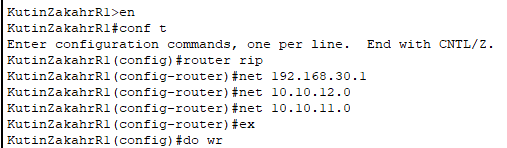 KutinZakahrR1>en
KutinZakahrR1#conf t
Enter configuration commands, one per line.  End with CNTL/Z.
KutinZakahrR1(config)#router rip
KutinZakahrR1(config-router)#net 192.168.30.1
KutinZakahrR1(config-router)#net 10.10.12.0
KutinZakahrR1(config-router)#net 10.10.11.0
KutinZakahrR1(config-router)#ex
KutinZakahrR1(config)#do wr